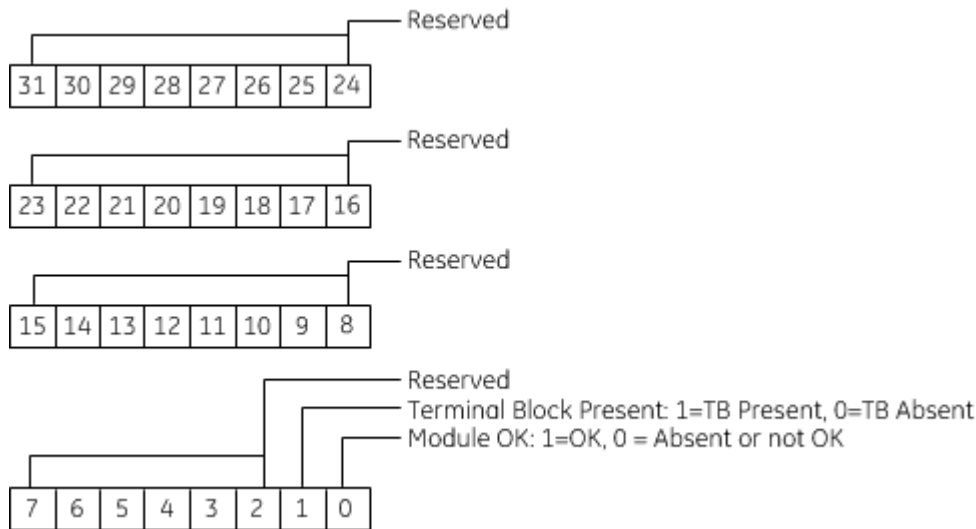 Reserved
31 30 29 28 27 26 25 24
Reserved
23 22 21 20 19 18 17 16
Reserved
15 14 13 12 11 10 9 8
Reserved
Terminal Block Present: 1=TB Present, 0=TB Absent
Module OK: 1=OK, 0 = Absent or not OK
7 6 5 4 3 2 1 0